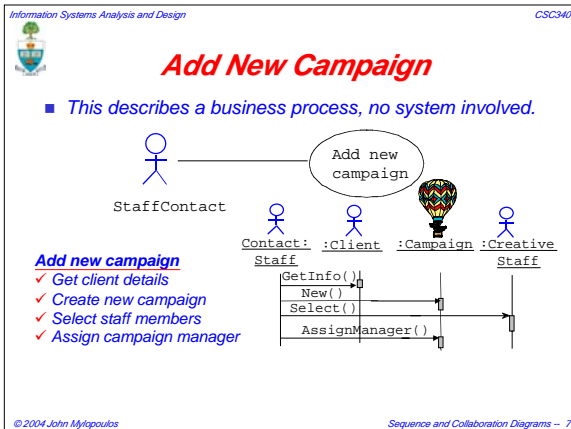 Information Systems Analysis and Design CSC340
Add New Campaign
■ This describes a business process, no system involved.
Add new
campaign
StaffContact
Contact: :Client :Campaign :Creative
Staff Staff
Add new campaign
✓ Get client details
✓ Create new campaign
✓ Select staff members
✓ Assign campaign manager
GetInfo()
New()
Select()
AssignManager()
© 2004 John Mylopoulos Sequence and Collaboration Diagrams -- 7